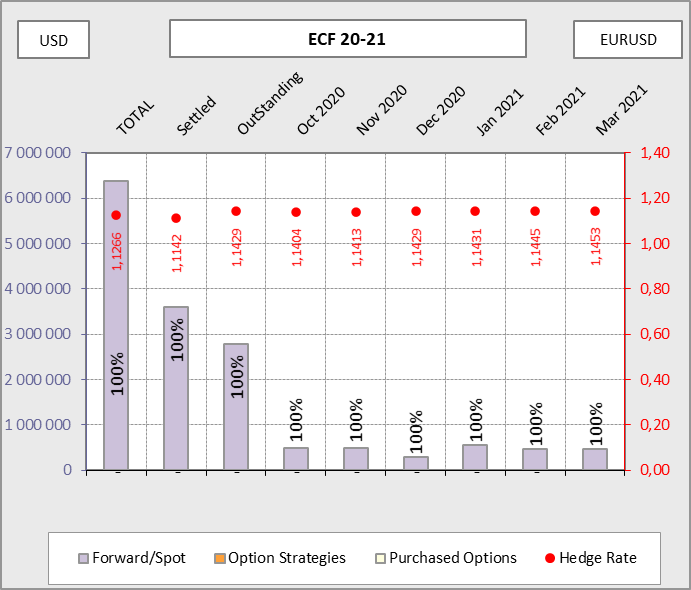 USD
ECF 20-21
EURUSD
TOTAL
Settled
OutStanding
Oct 2020
Nov 2020
Dec 2020
Jan 2021
Feb 2021
Mar 2021
7 000 000
6 000 000
5 000 000
4 000 000
3 000 000
2 000 000
1 000 000
0
1,40
1,20
1,00
0,80
0,60
0,40
0,20
0,00
1,1266
1,1142
1,1429
1,1404
1,1413
1,1429
1,1431
1,1445
1,1453
100%
100%
100%
100%
100%
100%
100%
100%
100%
Forward/Spot
Option Strategies
Purchased Options
Hedge Rate